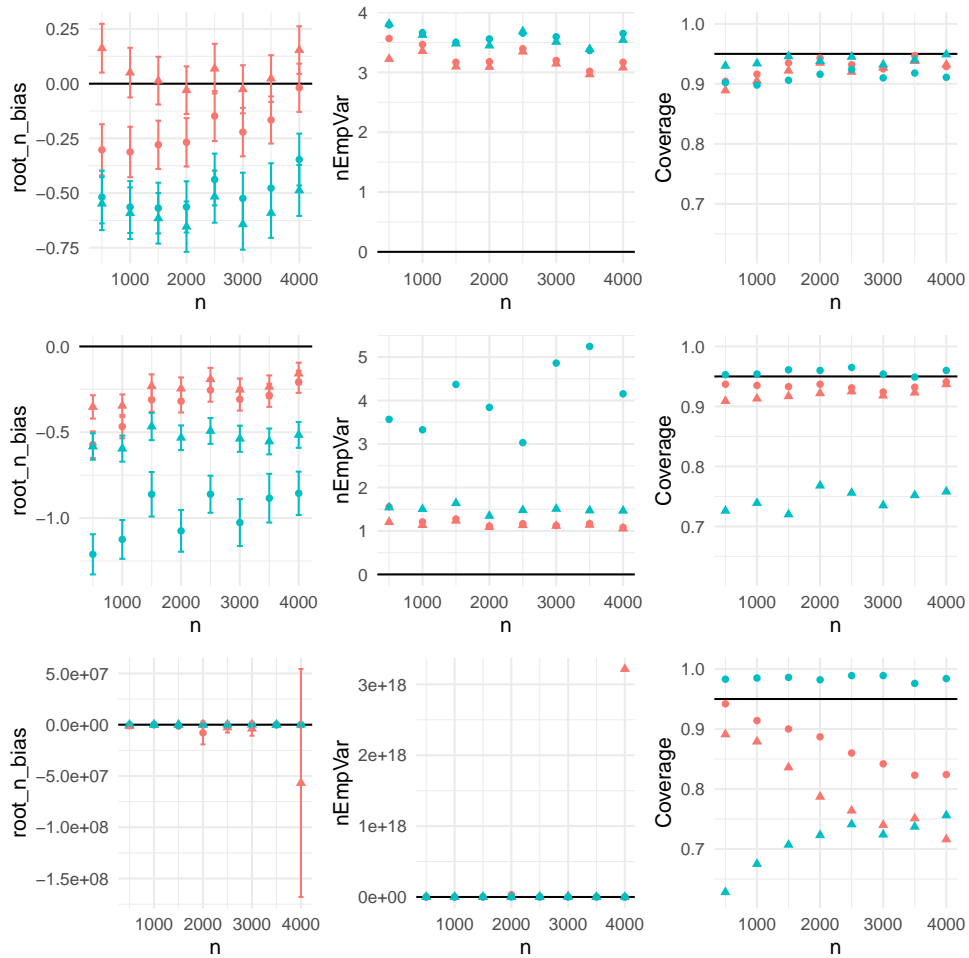 root_n_bias
0.25
0.00
−0.25
−0.50
−0.75
1000 2000 3000 4000
n
nEmpVar
4
3
2
1
0
1000 2000 3000 4000
n
Coverage
1.0
0.9
0.8
0.7
1000 2000 3000 4000
n
root_n_bias
0.0
−0.5
−1.0
1000 2000 3000 4000
n
nEmpVar
5
4
3
2
1
0
1000 2000 3000 4000
n
Coverage
1.0
0.9
0.8
0.7
1000 2000 3000 4000
n
root_n_bias
5.0e+07
0.0e+00
−5.0e+07
−1.0e+08
−1.5e+08
1000 2000 3000 4000
n
nEmpVar
3e+18
2e+18
1e+18
0e+00
1000 2000 3000 4000
n
Coverage
1.0
0.9
0.8
0.7
1000 2000 3000 4000
n